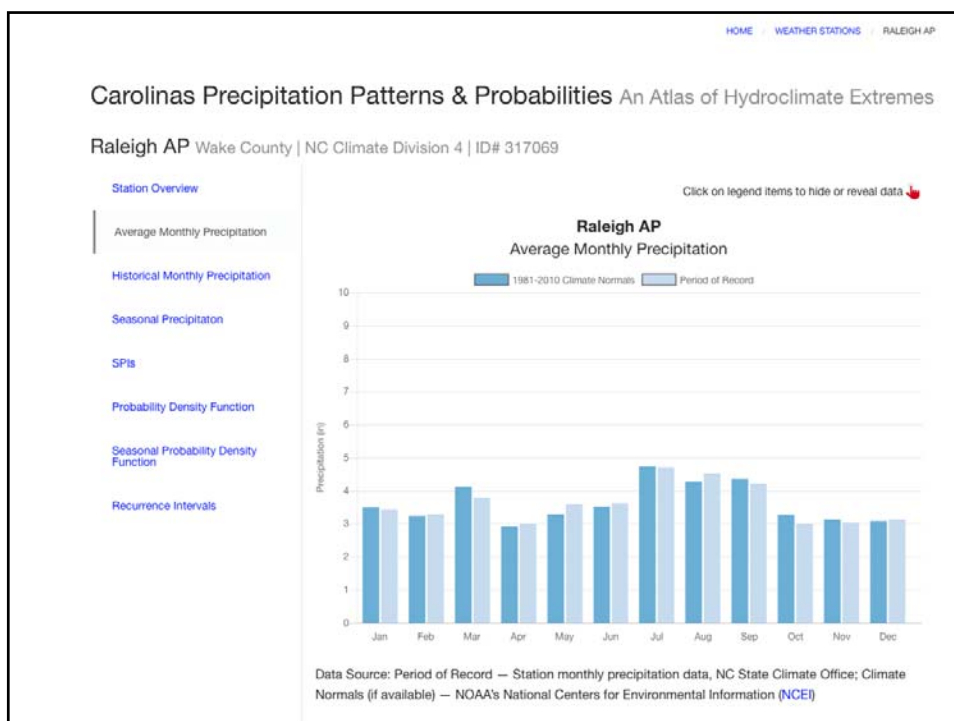 HOME / WEATHER STATIONS / RALEIGH AP
Carolinas Precipitation Patterns & Probabilities An Atlas of Hydroclimate Extremes
Raleigh AP Wake County | NC Climate Division 4 | ID# 317069
Station Overview
Average Monthly Precipitation
Historical Monthly Precipitation
Seasonal Precipitaton
SPIs
Probability Density Function
Seasonal Probability Density
Function
Recurrence Intervals
Click on legend items to hide or reveal data
Raleigh AP
Average Monthly Precipitation
1981-2010 Climate Normals Period of Record
Precipitation (in)
10
9
8
7
6
5
4
3
2
1
0
Jan Feb Mar Apr May Jun Jul Aug Sep Oct Nov Dec
Data Source: Period of Record — Station monthly precipitation data, NC State Climate Office; Climate
Normals (if available) — NOAA's National Centers for Environmental Information (NCEI)